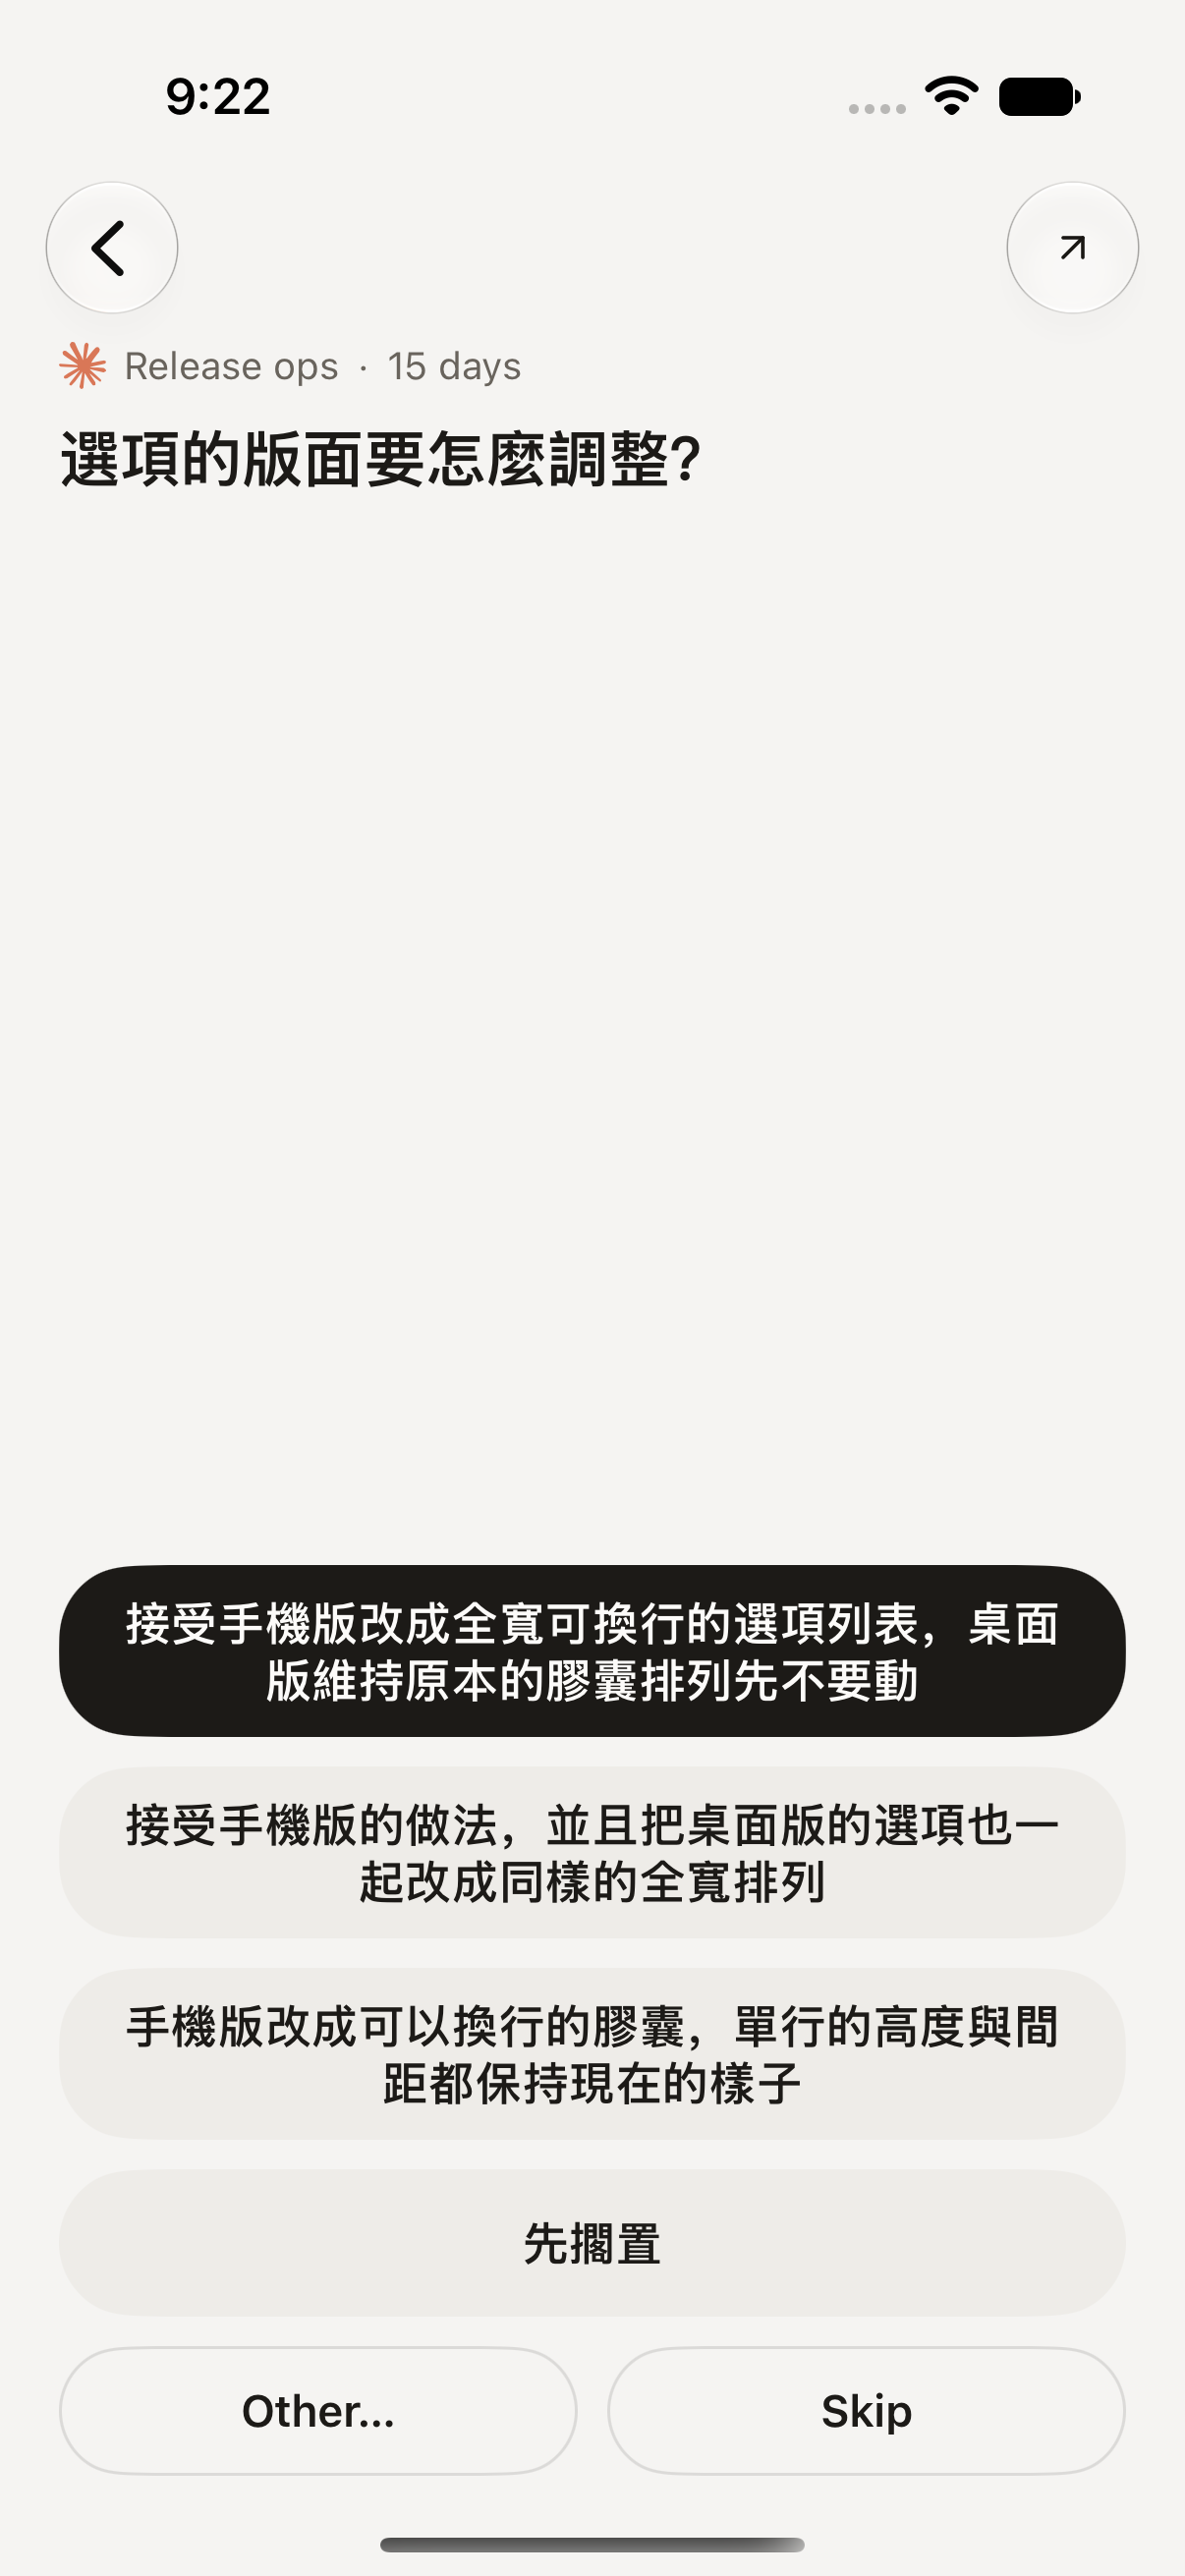 9:22
Release ops · 15 days
選項的版面要怎麼調整?
接受手機版改成全寬可換行的選項列表，桌面
版維持原本的膠囊排列先不要動
接受手機版的做法，並且把桌面版的選項也一
起改成同樣的全寬排列
手機版改成可以換行的膠囊，單行的高度與間
距都保持現在的樣子
先擱置
Other...
Skip